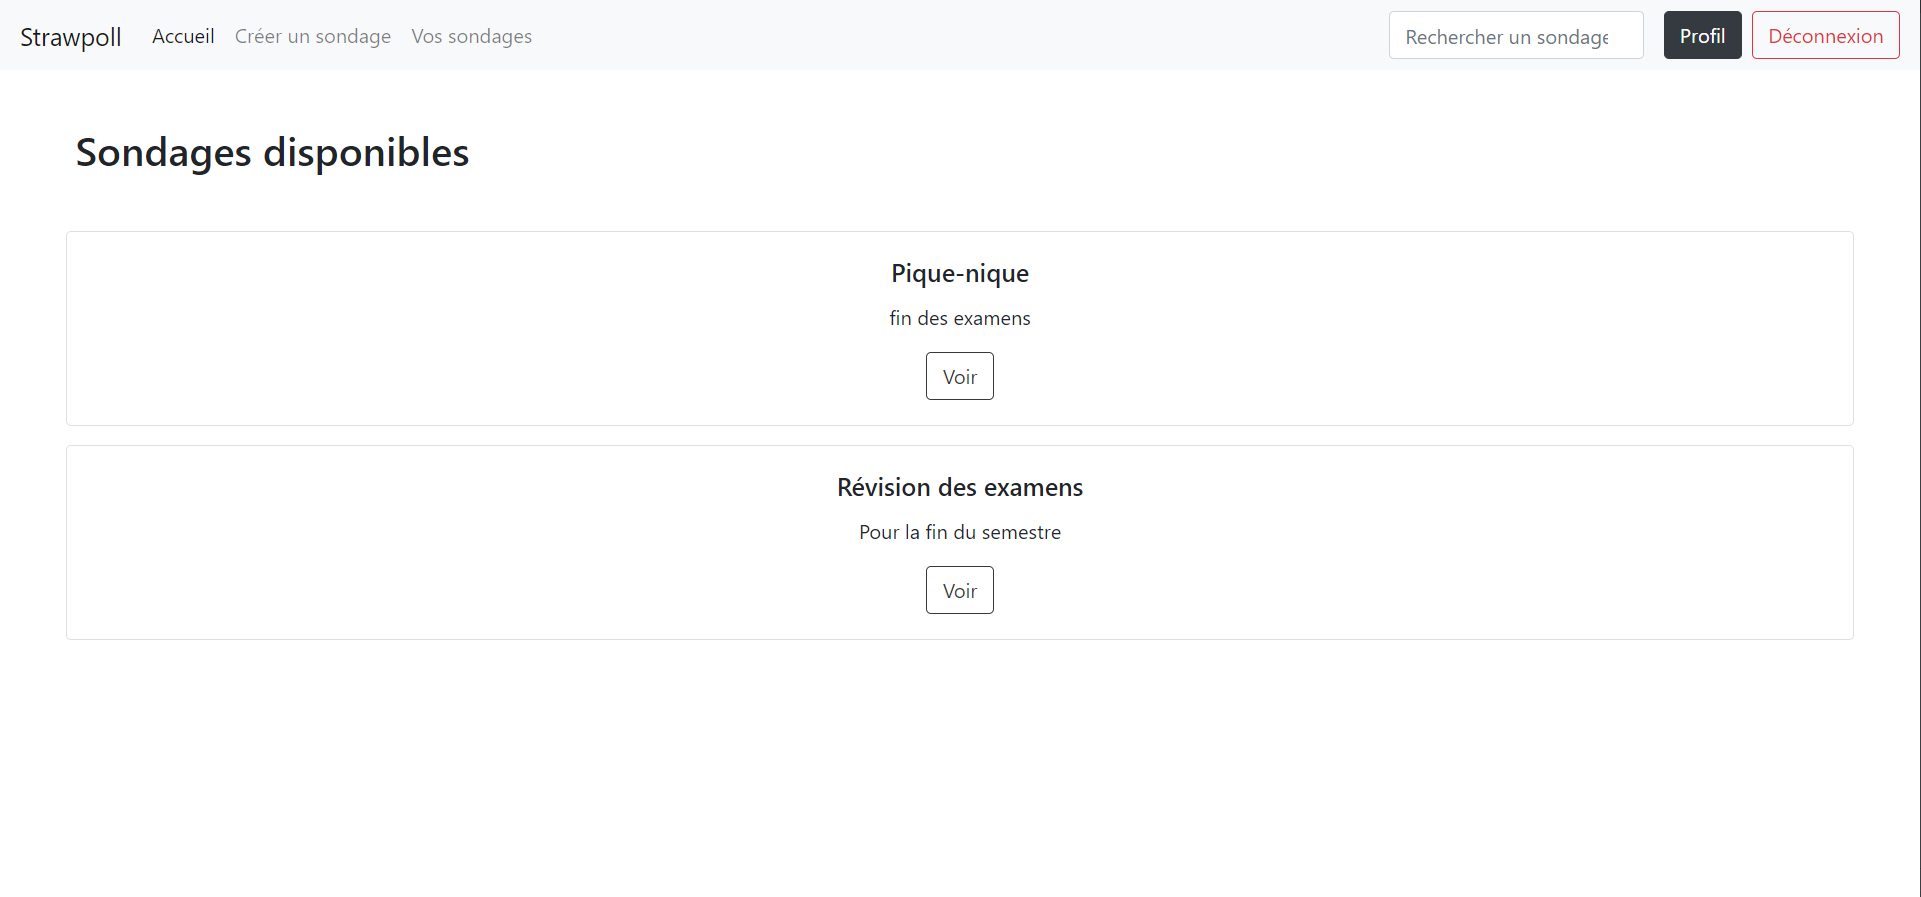 Strawpoll Accueil Créer un sondage Vos sondages Rechercher un sondage Profil Déconnexion
Sondages disponibles
Pique-nique
fin des examens
Voir
Révision des examens
Pour la fin du semestre
Voir